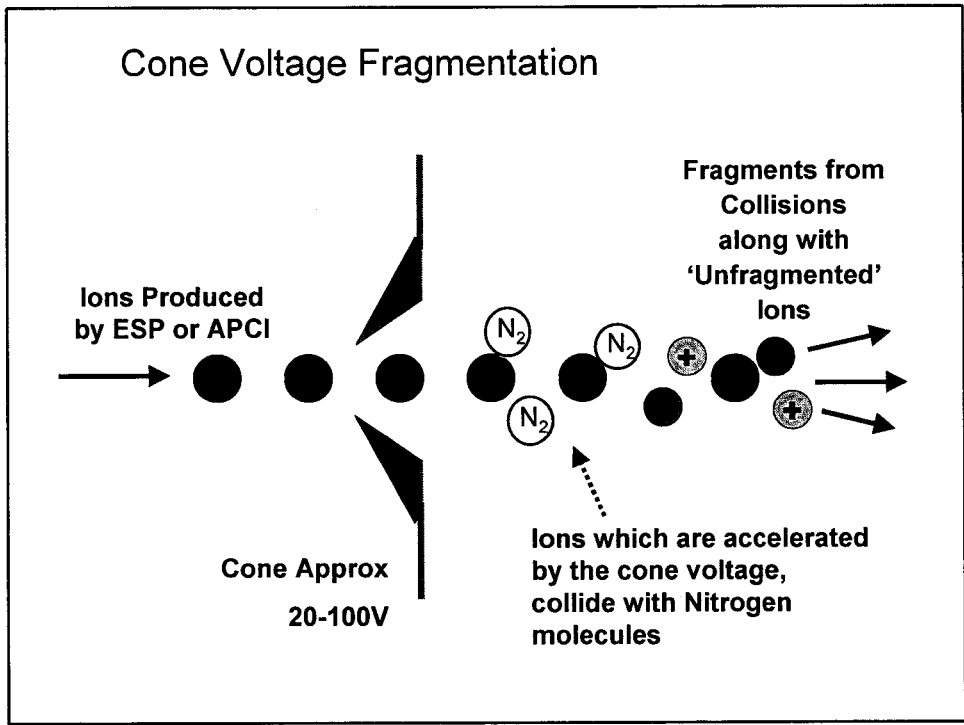 Cone Voltage Fragmentation
Fragments from
Collisions
along with
‘Unfragmented’
Ions
Ions Produced
by ESP or APCI
N₂
N₂
N₂
+
+
Cone Approx
20-100V
Ions which are accelerated
by the cone voltage,
collide with Nitrogen
molecules